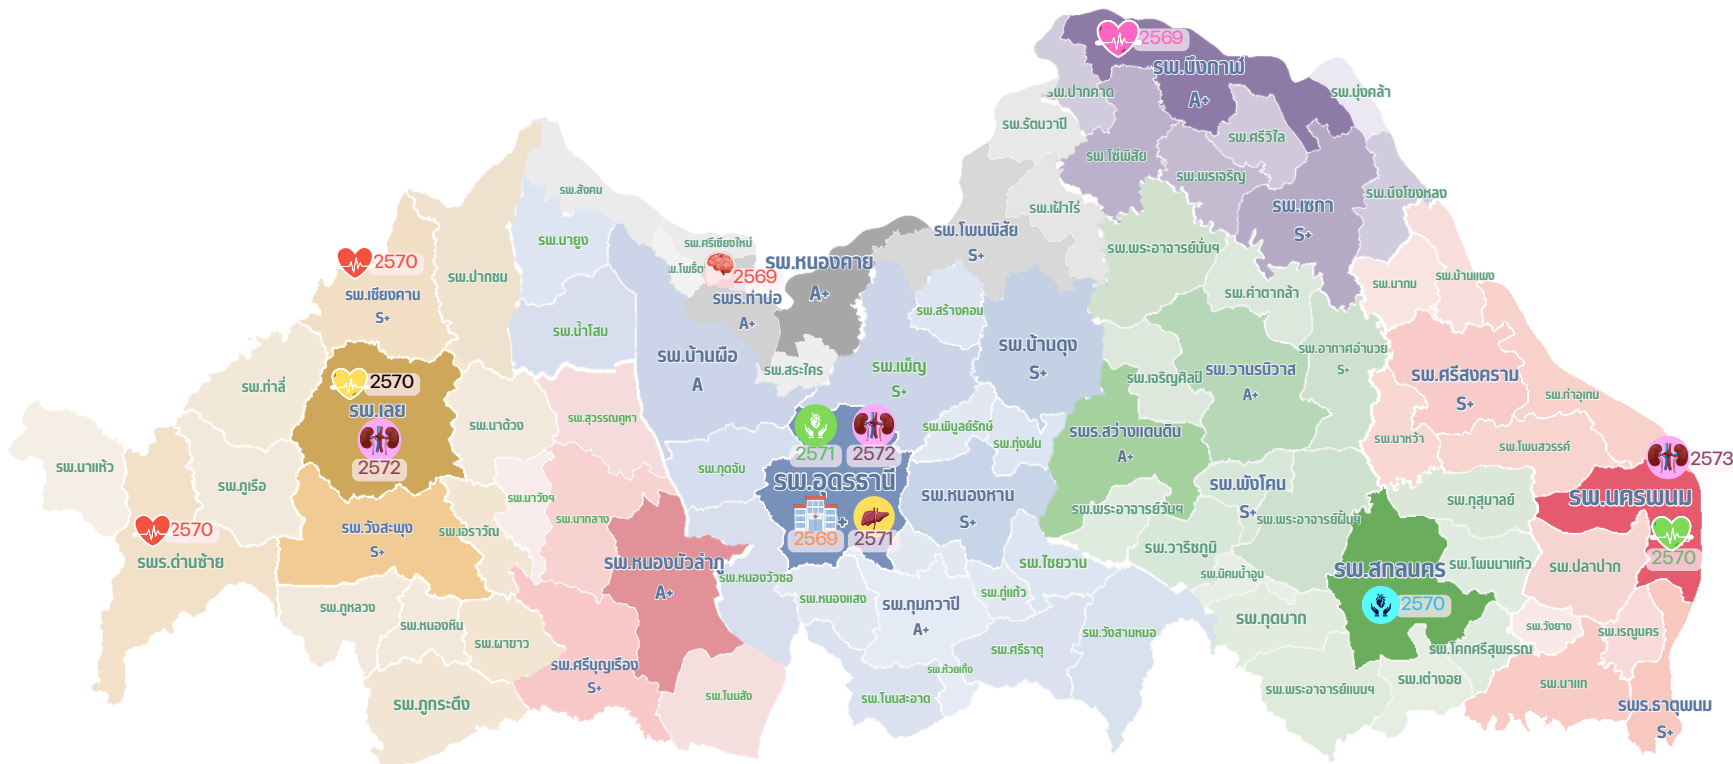 2569
รพ.บึงกาฬ
A+
รพ.ปากคาด
รพ.บุ่งคล้า
รพ.รัตนวาปี
รพ.ศรีวิไล
รพ.โซ่พิสัย
รพ.พรเจริญ
รพ.บึงโขงหลง
รพ.เซกา
S+
รพ.สังคม
รพ.เฝ้าไร่
รพ.นายูง
รพ.ศรีเชียงใหม่
รพ.โพนพิสัย
S+
รพ.พระอาจารย์มั่นฯ
2570
รพ.เชียงคาน
S+
รพ.ปากชม
2569
รพ.หนองคาย
A+
รพร.ท่าบ่อ
A+
รพ.คำตากล้า
รพ.นาทม
รพ.บ้านแพง
รพ.น้ำโสม
รพ.สร้างคอม
รพ.บ้านผือ
A
รพ.สระใคร
รพ.เพ็ญ
S+
รพ.บ้านดุง
S+
รพ.อากาศอำนวย
S+
รพ.เจริญศิลป์
รพ.วานรนิวาส
A+
รพ.ศรีสงคราม
S+
รพ.ท่าอุเทน
รพ.ท่าลี่
2570
รพ.เลย
2572
รพ.นาด้วง
รพ.สุวรรณคูหา
2571
2572
รพ.พิบูลย์รักษ์
รพ.ทุ่งฝน
รพร.สว่างแดนดิน
A+
รพ.นาหว้า
รพ.โพนสวรรค์
2573
รพ.นาแห้ว
รพ.ภูเรือ
รพ.กุดจับ
รพ.อุดรธานี
+
2569
2571
รพ.หนองหาน
S+
รพ.พังโคน
S+
รพ.กุสุมาลย์
รพ.นครพนม
2570
รพ.นาวังฯ
รพ.นากลาง
รพ.พระอาจารย์วันฯ
รพ.พระอาจารย์ฝั้นฯ
2570
รพร.ด่านซ้าย
รพ.วังสะพุง
S+
รพ.เอราวัณ
รพ.วาริชภูมิ
รพ.หนองบัวลำภู
A+
รพ.หนองวัวซอ
รพ.ไชยวาน
รพ.นิคมน้ำอูน
รพ.สกลนคร
2570
รพ.โพนนาแก้ว
รพ.ปลาปาก
รพ.ภูหลวง
รพ.หนองหิน
รพ.ผาขาว
รพ.หนองแสง
รพ.กุมภวาปี
A+
รพ.กู่แก้ว
รพ.วังสามหมอ
รพ.กุดบาก
รพ.วังยาง
รพ.เรณูนคร
รพ.ศรีบุญเรือง
S+
รพ.ห้วยเกิ้ง
รพ.ศรีธาตุ
รพ.โคกศรีสุพรรณ
รพ.ภูกระดึง
รพ.โนนสัง
รพ.โนนสะอาด
รพ.พระอาจารย์แบนฯ
รพ.เต่างอย
รพ.นาแก
รพร.ธาตุพนม
S+